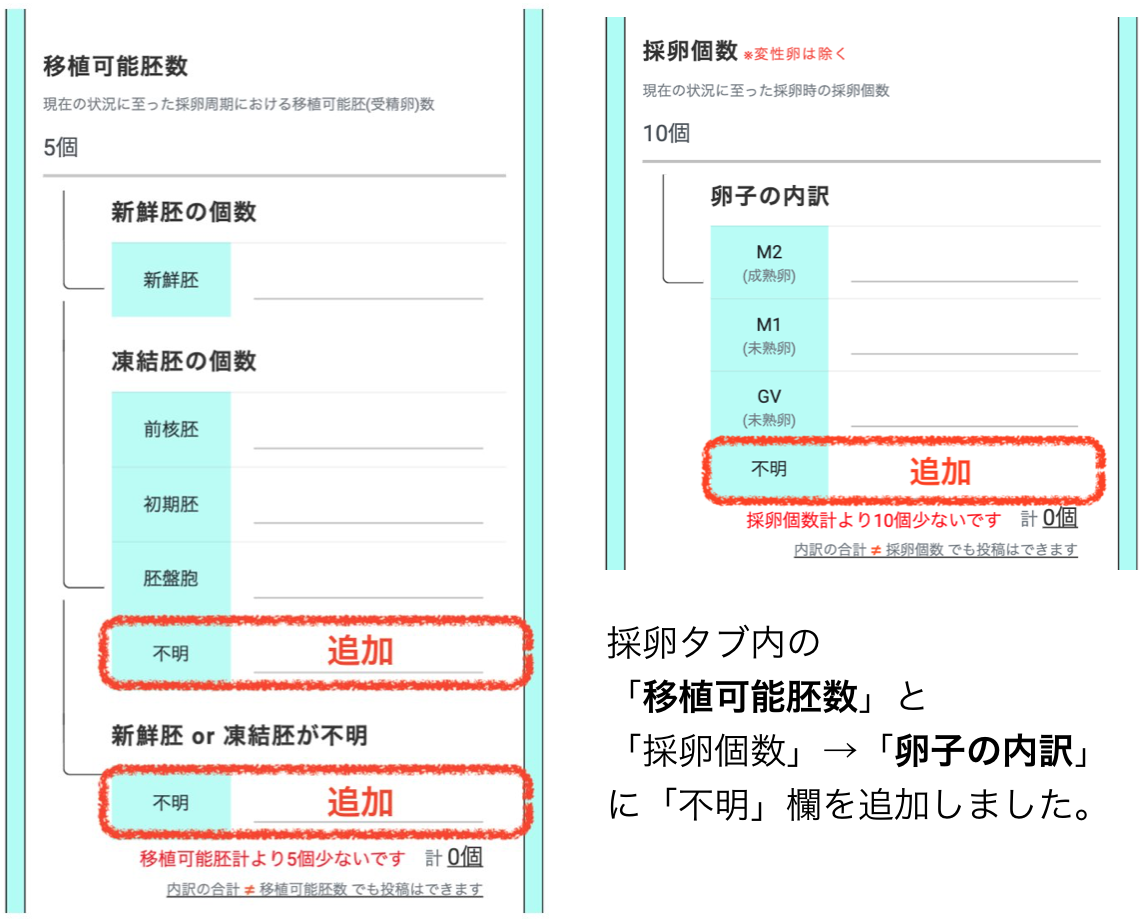 移植可能胚数
現在の状況に至った採卵周期における移植可能胚(受精卵)数
5個
新鮮胚の個数
新鮮胚
凍結胚の個数
前核胚
初期胚
胚盤胞
不明 追加
新鮮胚 or 凍結胚が不明
不明 追加
移植可能胚計より5個少ないです 計 0個
内訳の合計 ≠ 移植可能胚数 でも投稿はできます
採卵個数 ※変性卵は除く
現在の状況に至った採卵時の採卵個数
10個
卵子の内訳
M2
(成熟卵)
M1
(未熟卵)
GV
(未熟卵)
不明 追加
採卵個数計より10個少ないです 計 0個
内訳の合計 ≠ 採卵個数 でも投稿はできます
採卵タブ内の
「移植可能胚数」と
「採卵個数」→「卵子の内訳」
に「不明」欄を追加しました。